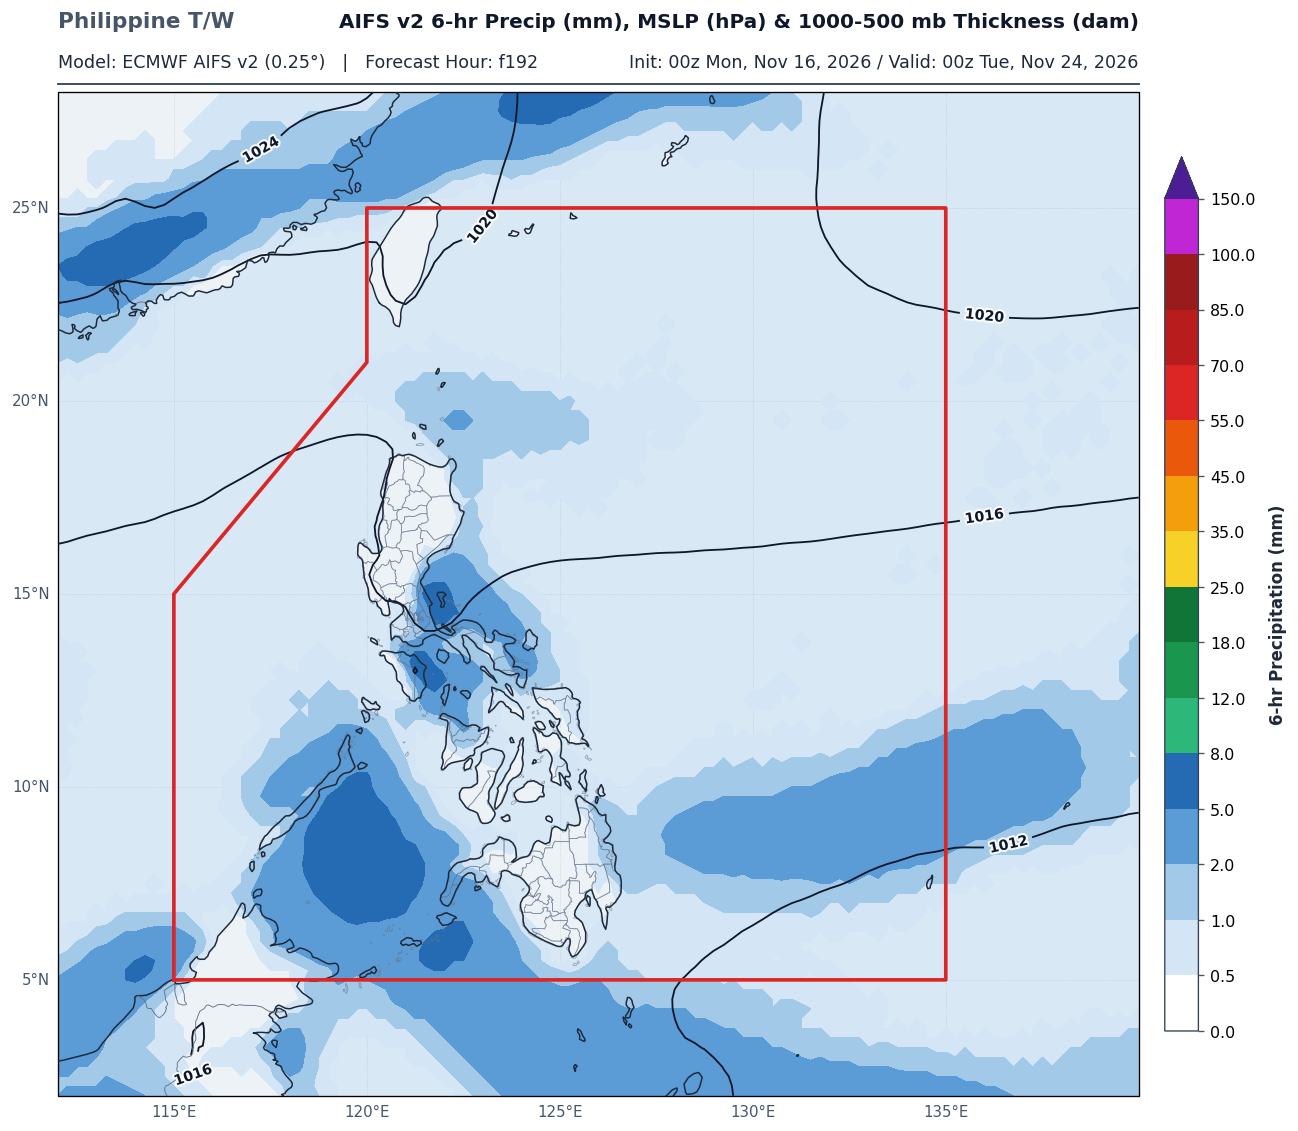 Philippine T/W
AIFS v2 6-hr Precip (mm), MSLP (hPa) & 1000-500 mb Thickness (dam)
Model: ECMWF AIFS v2 (0.25°) | Forecast Hour: f192
Init: 00z Mon, Nov 16, 2026 / Valid: 00z Tue, Nov 24, 2026
1024
1020
1020
1016
1012
1016
25°N
20°N
15°N
10°N
5°N
115°E
120°E
125°E
130°E
135°E
150.0
100.0
85.0
70.0
55.0
45.0
35.0
25.0
18.0
12.0
8.0
5.0
2.0
1.0
0.5
0.0
6-hr Precipitation (mm)